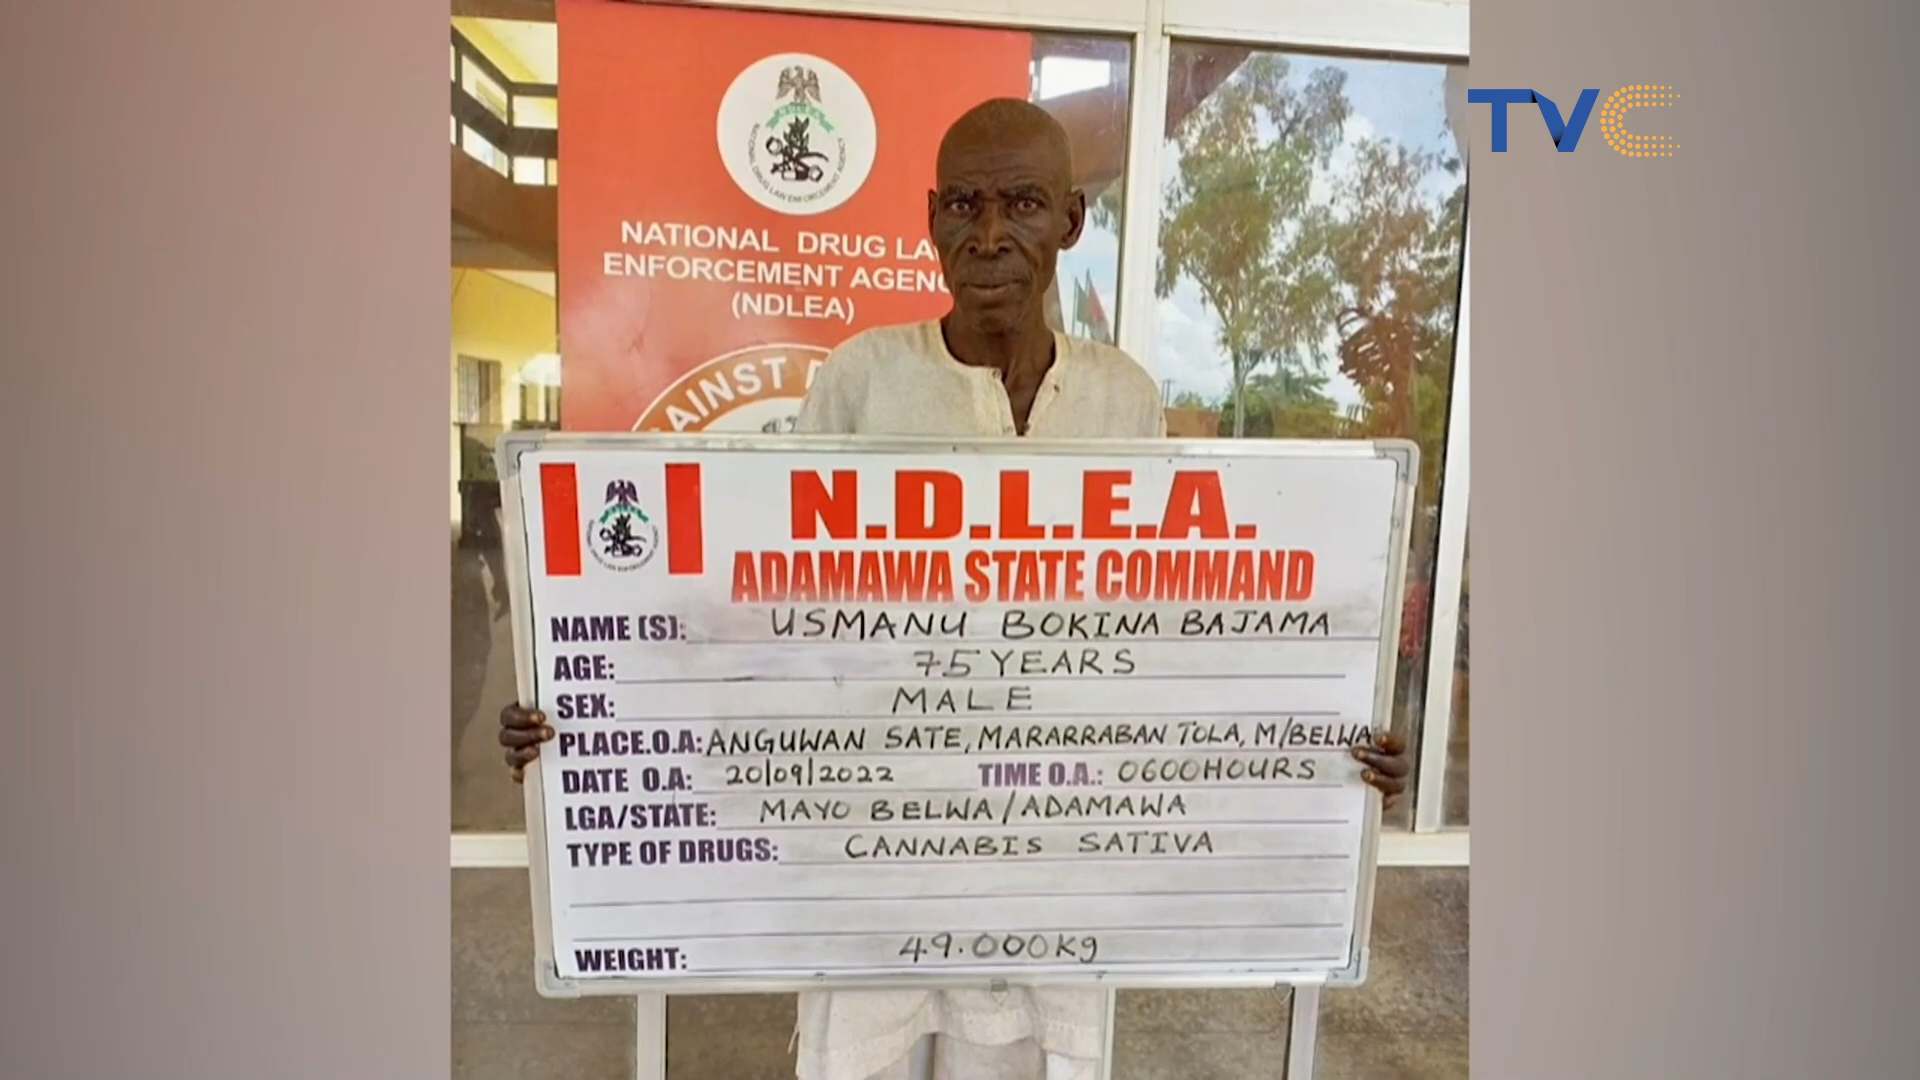 TVC
NATIONAL DRUG LA
ENFORCEMENT AGENC
(NDLEA)
AINST
N.D.L.E.A.
ADAMAWA STATE COMMAND
NAME (S): USMANU BOKINA BAJAMA
AGE: 75 YEARS
SEX: MALE
PLACE.O.A: ANGUWAN SATE, MARARRABAN TOLA, M/BELWA
DATE O.A: 20/09/2022 TIME O.A.: 0600HOURS
LGA/STATE: MAYO BELWA/ADAMAWA
TYPE OF DRUGS: CANNABIS SATIVA
WEIGHT: 49.000Kg